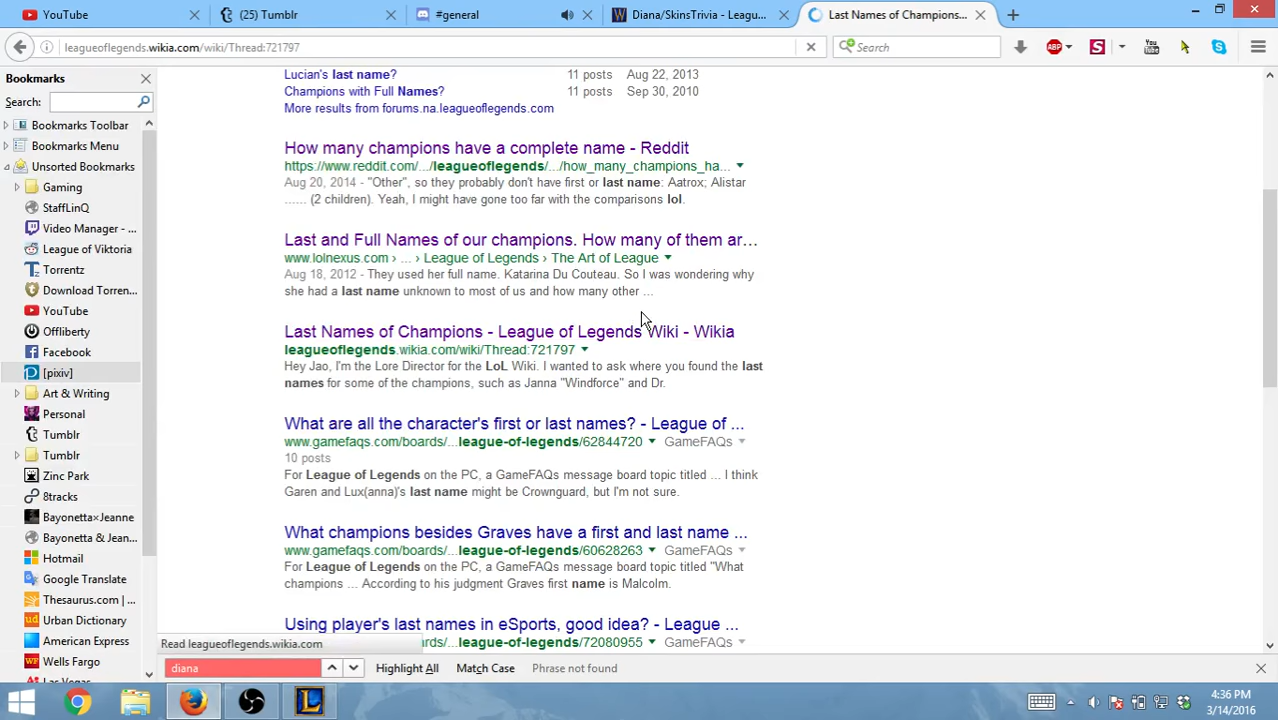 YouTube
(25) Tumblr
#general
Diana/SkinsTrivia - Leagu...
Last Names of Champions...
leagueoflegends.wikia.com/wiki/Thread:721797
Search
ABP
S
You Tube
Bookmarks
Search:
Bookmarks Toolbar
Bookmarks Menu
Unsorted Bookmarks
Gaming
StaffLinQ
Video Manager - ...
League of Viktoria
Torrentz
Download Torren...
YouTube
Offliberty
Facebook
[pixiv]
Art & Writing
Personal
Tumblr
Tumblr
Zinc Park
8tracks
Bayonetta×Jeanne
Bayonetta & Jean...
Hotmail
Google Translate
Thesaurus.com | ...
Urban Dictionary
American Express
Wells Fargo
Lucian's last name? 11 posts Aug 22, 2013
Champions with Full Names? 11 posts Sep 30, 2010
More results from forums.na.leagueoflegends.com
How many champions have a complete name - Reddit
https://www.reddit.com/.../leagueoflegends/.../how_many_champions_ha...
Aug 20, 2014 - "Other", so they probably don't have first or last name: Aatrox; Alistar
...... (2 children). Yeah, I might have gone too far with the comparisons lol.
Last and Full Names of our champions. How many of them ar...
www.lolnexus.com › ... › League of Legends › The Art of League
Aug 18, 2012 - They used her full name. Katarina Du Couteau. So I was wondering why
she had a last name unknown to most of us and how many other ...
Last Names of Champions - League of Legends Wiki - Wikia
leagueoflegends.wikia.com/wiki/Thread:721797
Hey Jao, I'm the Lore Director for the LoL Wiki. I wanted to ask where you found the last
names for some of the champions, such as Janna "Windforce" and Dr.
What are all the character's first or last names? - League of ...
www.gamefaqs.com/boards/...league-of-legends/62844720 GameFAQs
10 posts
For League of Legends on the PC, a GameFAQs message board topic titled ... I think
Garen and Lux(anna)'s last name might be Crownguard, but I'm not sure.
What champions besides Graves have a first and last name ...
www.gamefaqs.com/boards/...league-of-legends/60628263 GameFAQs
For League of Legends on the PC, a GameFAQs message board topic titled "What
champions ... According to his judgment Graves first name is Malcolm.
Using player's last names in eSports, good idea? - League ...
oards/...league-of-legends/72080955 GameFAQs
Read leagueoflegends.wikia.com
diana
Highlight All
Match Case
Phrase not found
4:36 PM
3/14/2016